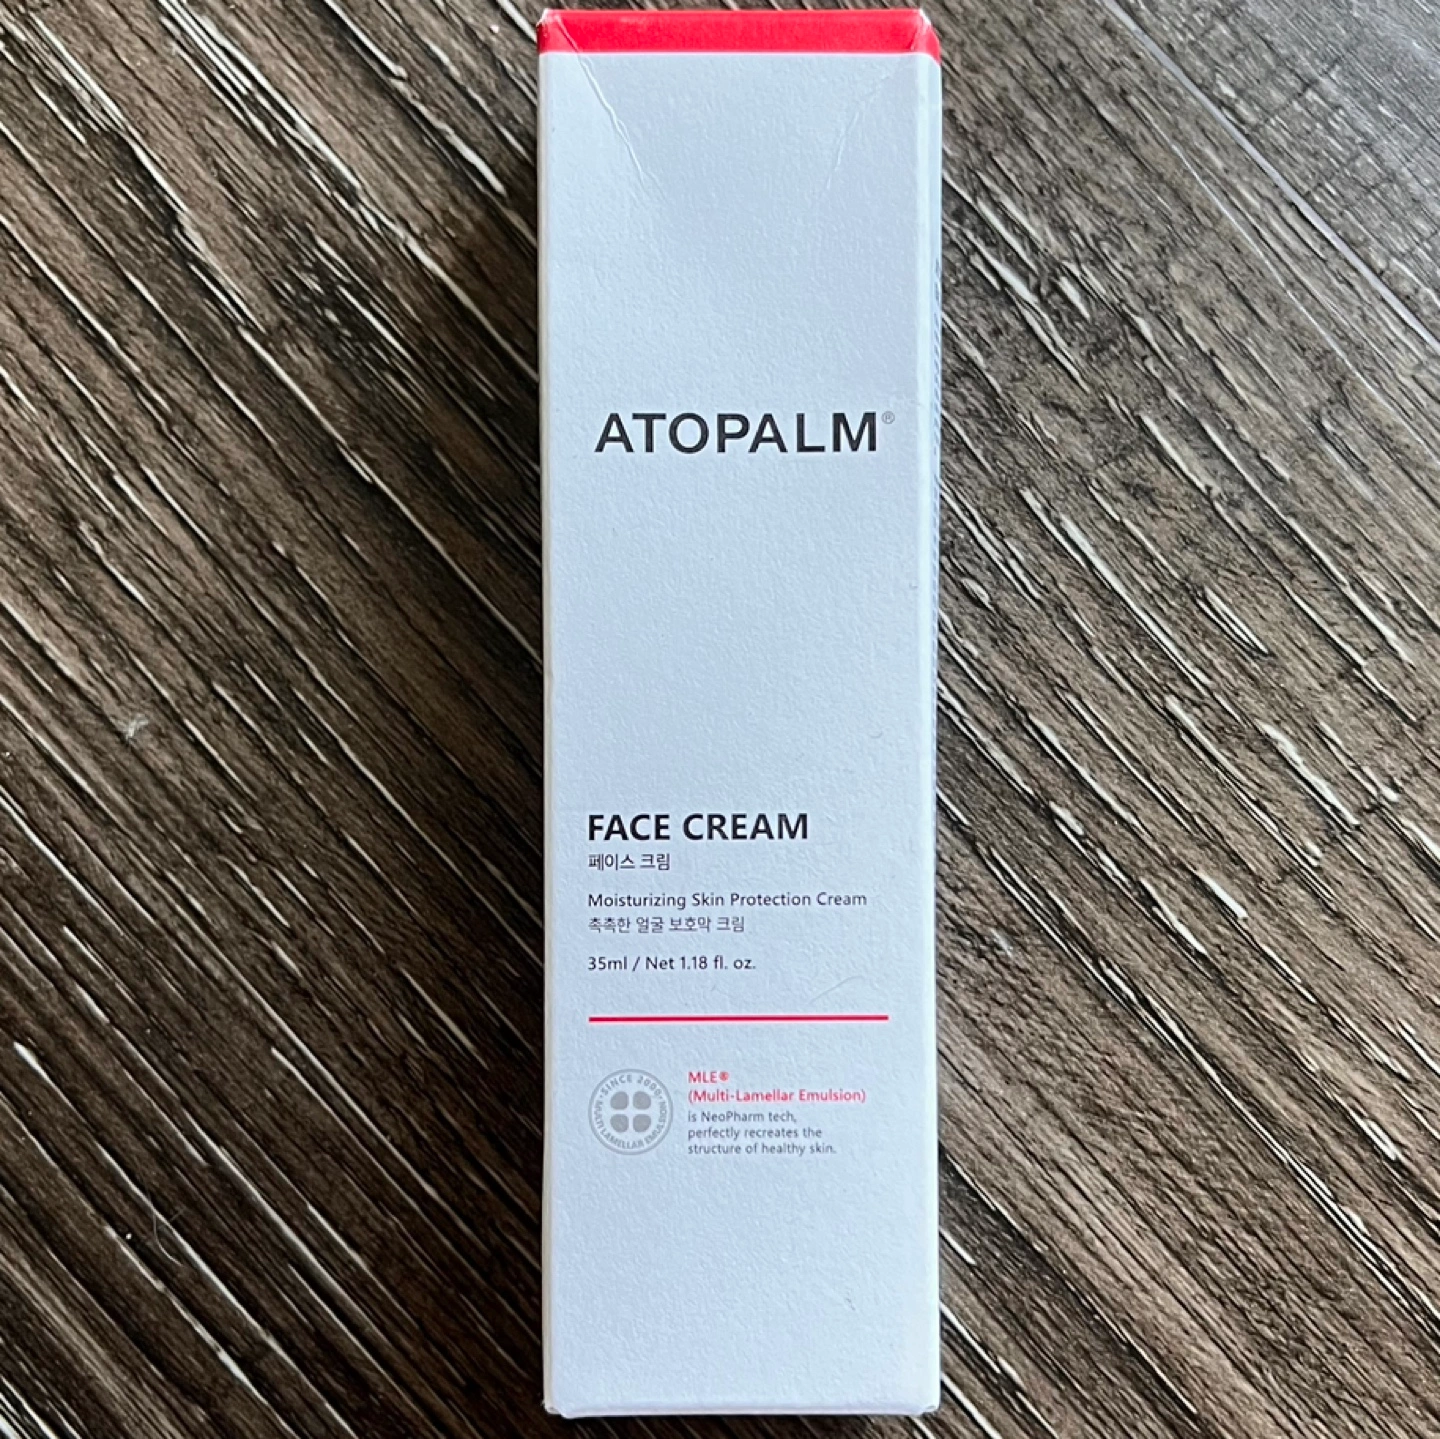 ATOPALM®
FACE CREAM
페이스 크림
Moisturizing Skin Protection Cream
촉촉한 얼굴 보호막 크림
35ml / Net 1.18 fl. oz.
MLE®
(Multi-Lamellar Emulsion)
is NeoPharm tech,
perfectly recreates the
structure of healthy skin.
SINCE 2000
MULTI LAMELLAR EMULSION